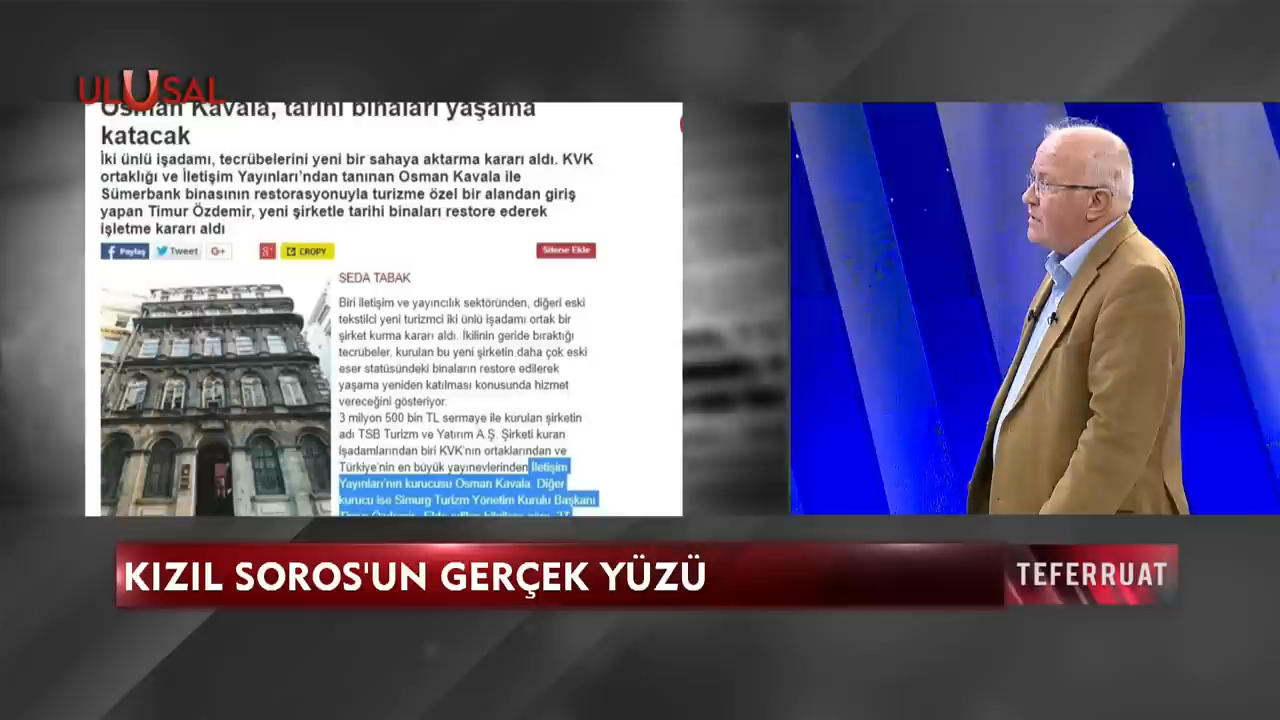 ULUSAL
Osman Kavala, tarihi binaları yaşama
katacak
İki ünlü işadamı, tecrübelerini yeni bir sahaya aktarma kararı aldı. KVK
ortaklığı ve İletişim Yayınları'ndan tanınan Osman Kavala ile
Sümerbank binasının restorasyonuyla turizme özel bir alandan giriş
yapan Timur Özdemir, yeni şirketle tarihi binaları restore ederek
işletme kararı aldı
Paylaş Tweet G+ CROPY Sitene Ekle
SEDA TABAK
Biri iletişim ve yayıncılık sektöründen, diğeri eski
tekstilci yeni turizmci iki ünlü işadamı ortak bir
şirket kurma kararı aldı. İkilinin geride bıraktığı
tecrübeler, kurulan bu yeni şirketin daha çok eski
eser statüsündeki binaların restore edilerek
yaşama yeniden katılması konusunda hizmet
vereceğini gösteriyor.
3 milyon 500 bin TL sermaye ile kurulan şirketin
adı TSB Turizm ve Yatırım A.Ş. Şirketi kuran
işadamlarından biri KVK'nın ortaklarından ve
Türkiye'nin en büyük yayınevlerinden İletişim
Yayınları'nın kurucusu Osman Kavala. Diğer
kurucu ise Simurg Turizm Yönetim Kurulu Başkanı
KIZIL SOROS'UN GERÇEK YÜZÜ
TEFERRUAT